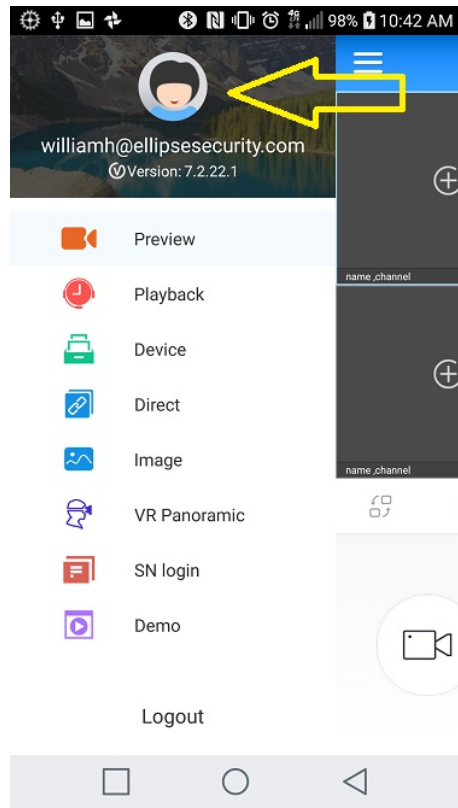 4G 98% 10:42 AM
williamh@ellipsesecurity.com
Version: 7.2.22.1
Preview
name ,channel
Playback
Device
Direct
Image
name ,channel
VR Panoramic
SN login
Demo
Logout